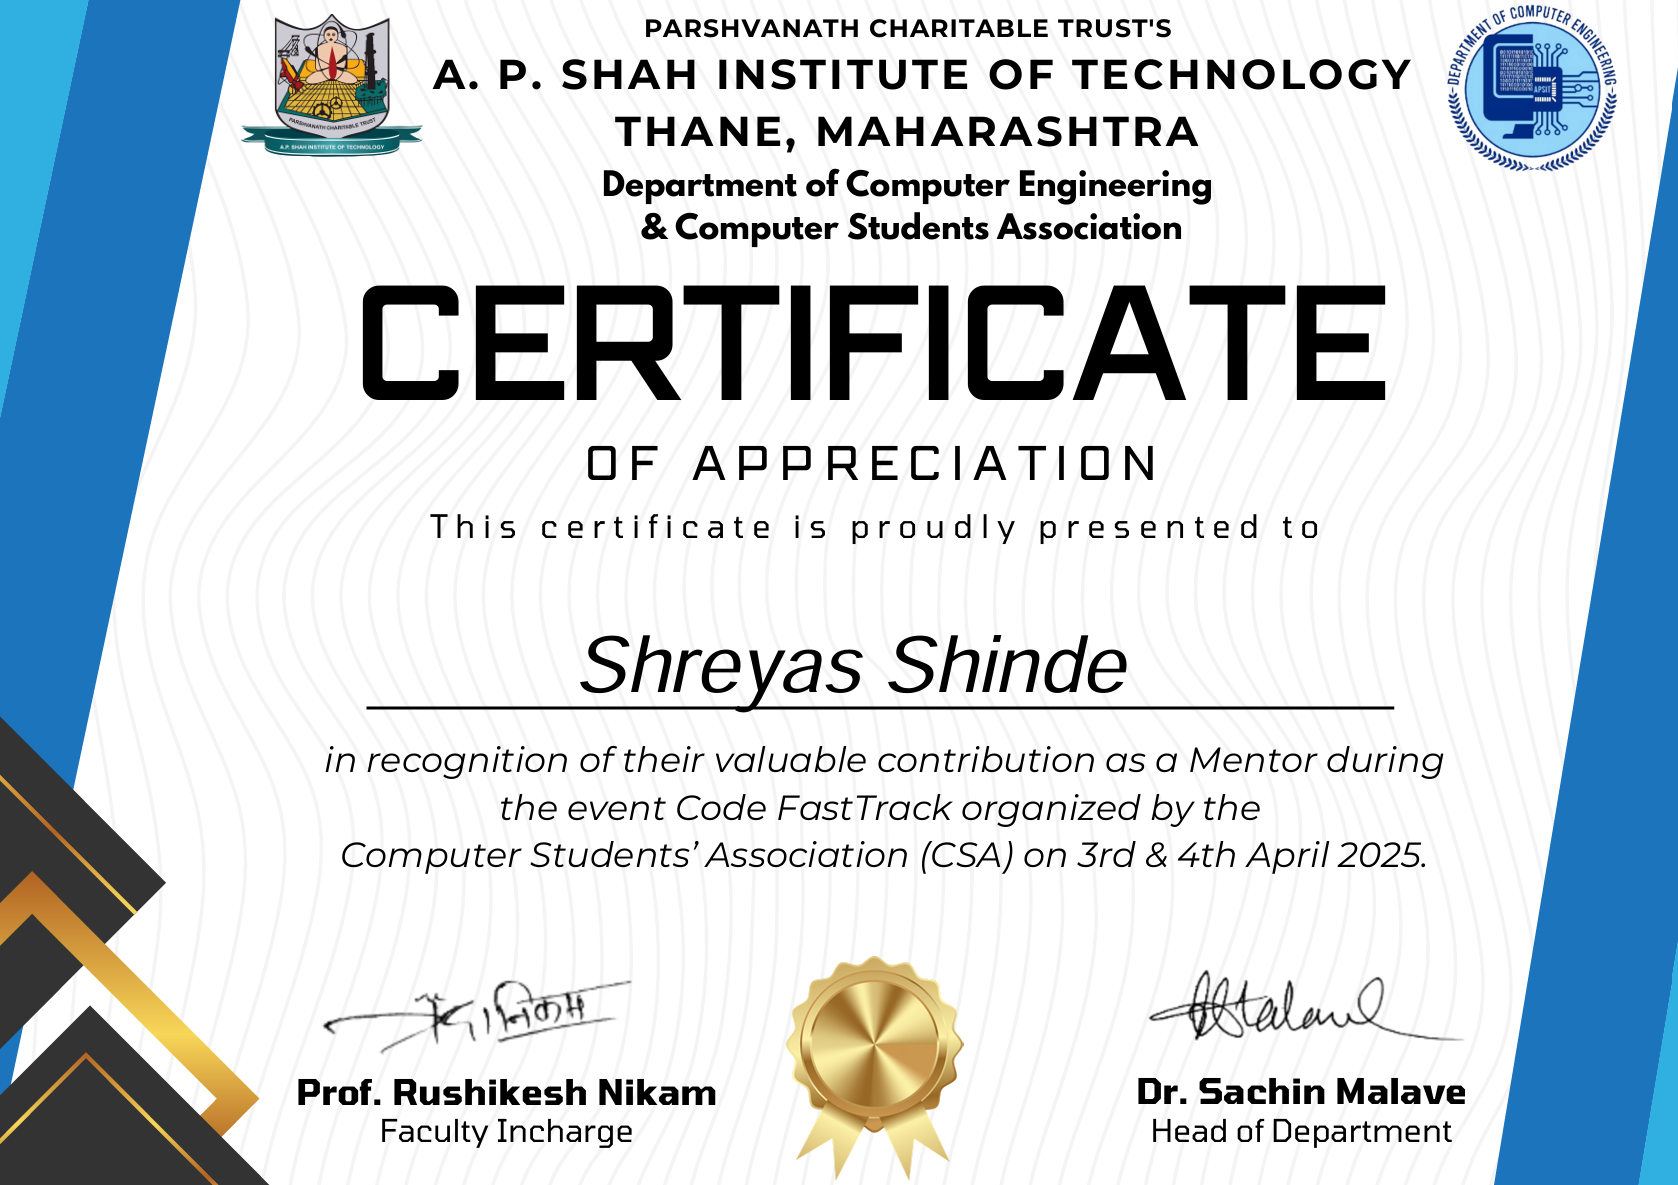 PARSHVANATH CHARITABLE TRUST'S
A. P. SHAH INSTITUTE OF TECHNOLOGY
THANE, MAHARASHTRA
Department of Computer Engineering
& Computer Students Association
PARSHVANATH CHARITABLE TRUST
A.P. SHAH INSTITUTE OF TECHNOLOGY
DEPARTMENT OF COMPUTER ENGINEERING
APSIT
CERTIFICATE
OF APPRECIATION
This certificate is proudly presented to
Shreyas Shinde
in recognition of their valuable contribution as a Mentor during
the event Code FastTrack organized by the
Computer Students’ Association (CSA) on 3rd & 4th April 2025.
Prof. Rushikesh Nikam
Faculty Incharge
Dr. Sachin Malave
Head of Department